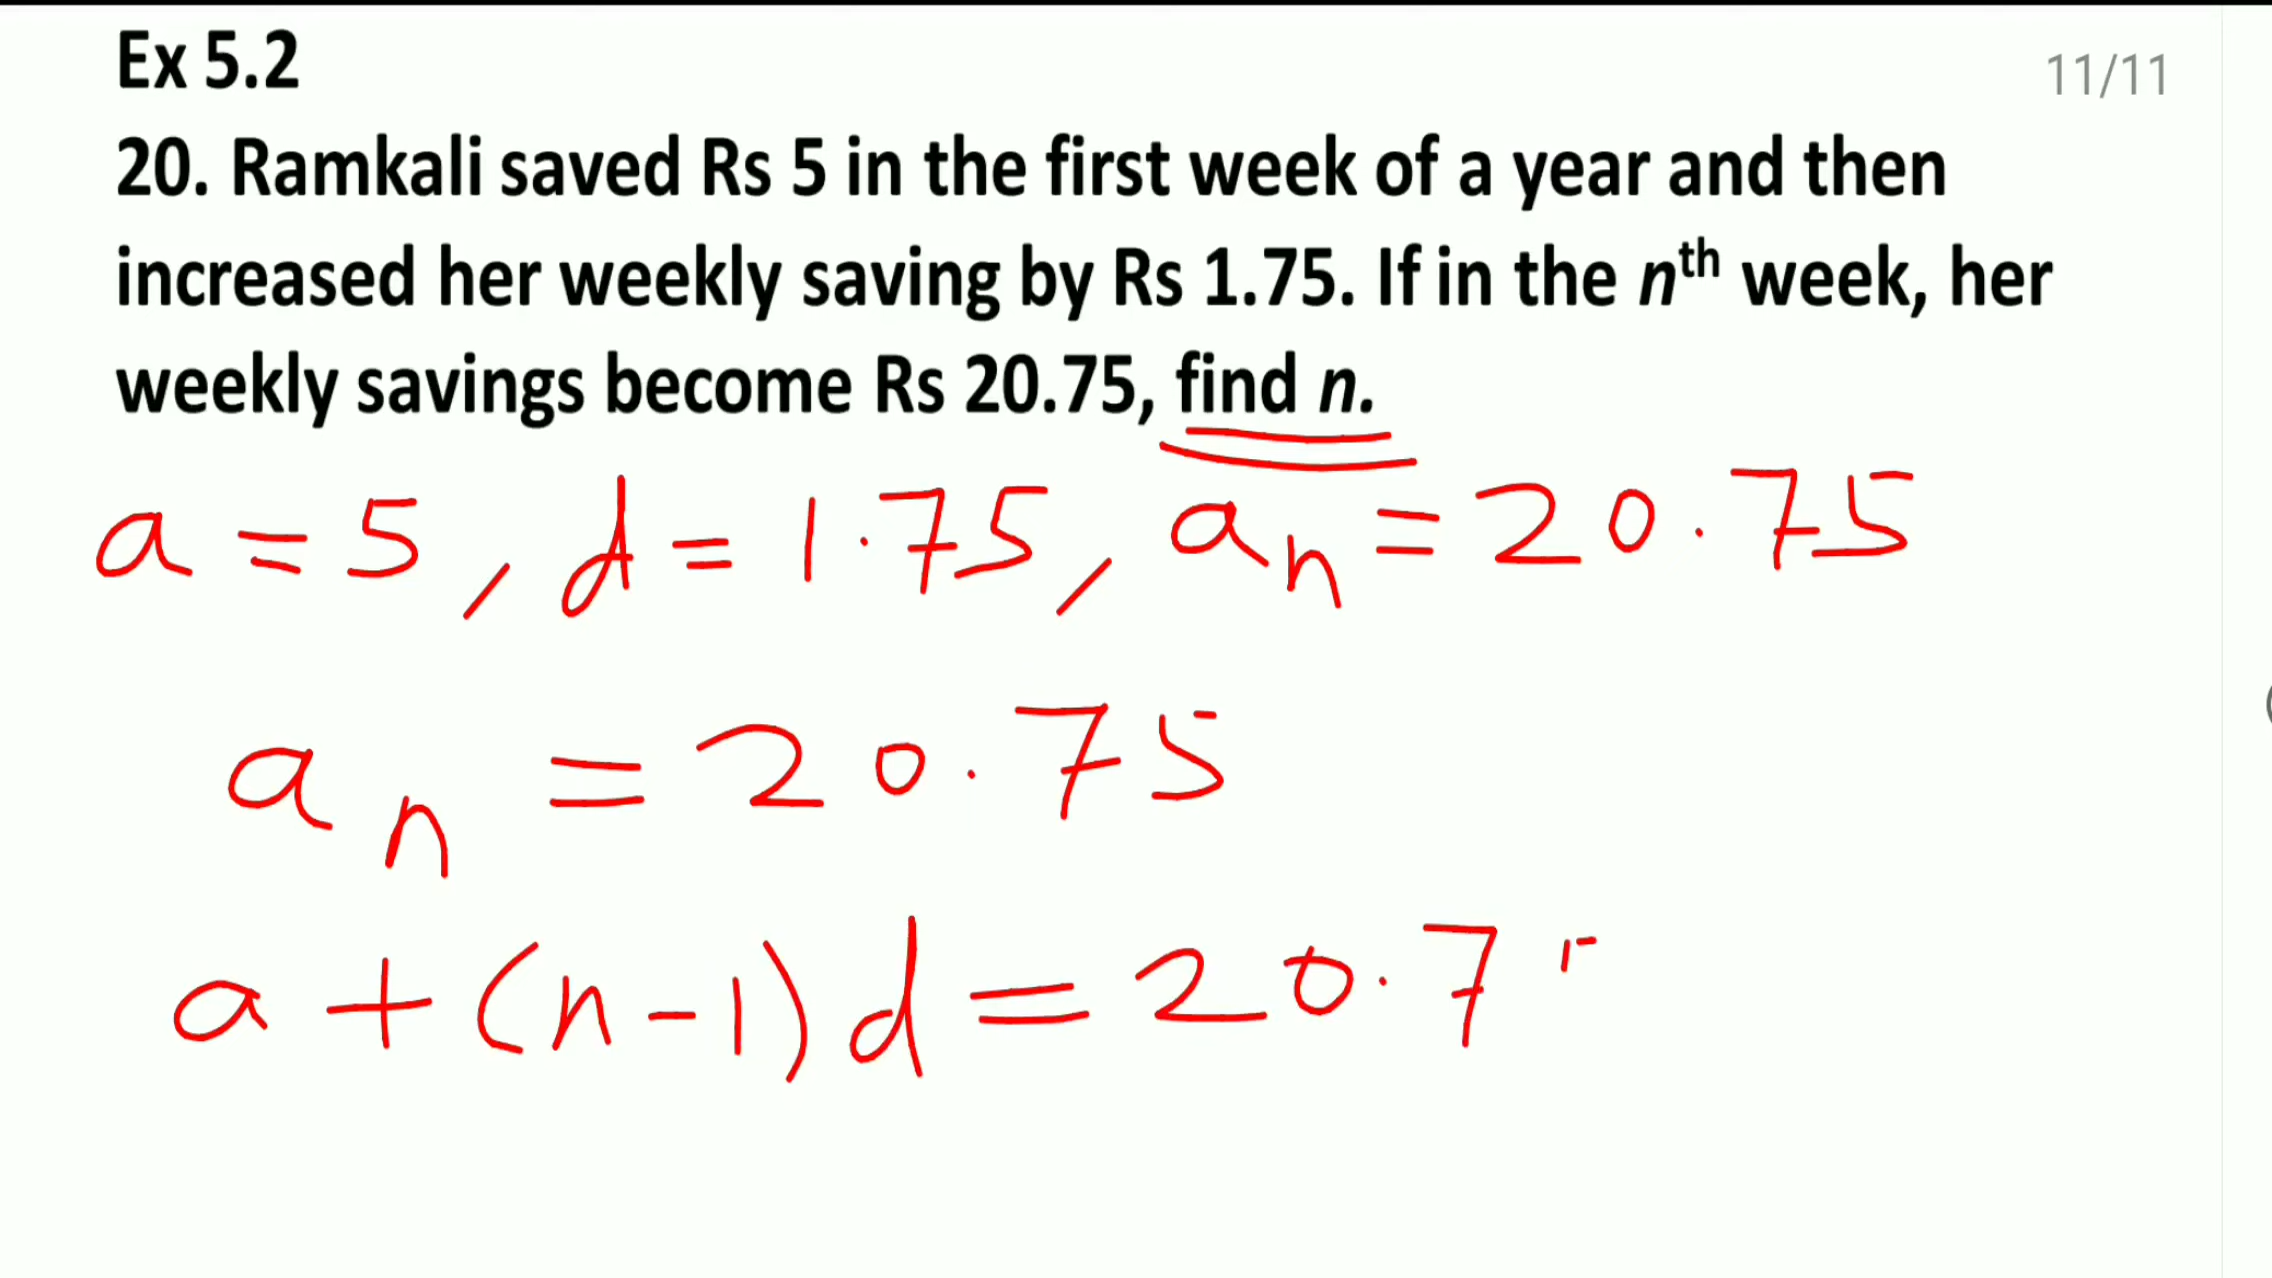 Ex 5.2
11/11
20. Ramkali saved Rs 5 in the first week of a year and then
increased her weekly saving by Rs 1.75. If in the nth week, her
weekly savings become Rs 20.75, find n.
a = 5, d = 1.75, an = 20.75
an = 20.75
a + (n-1)d = 20.7